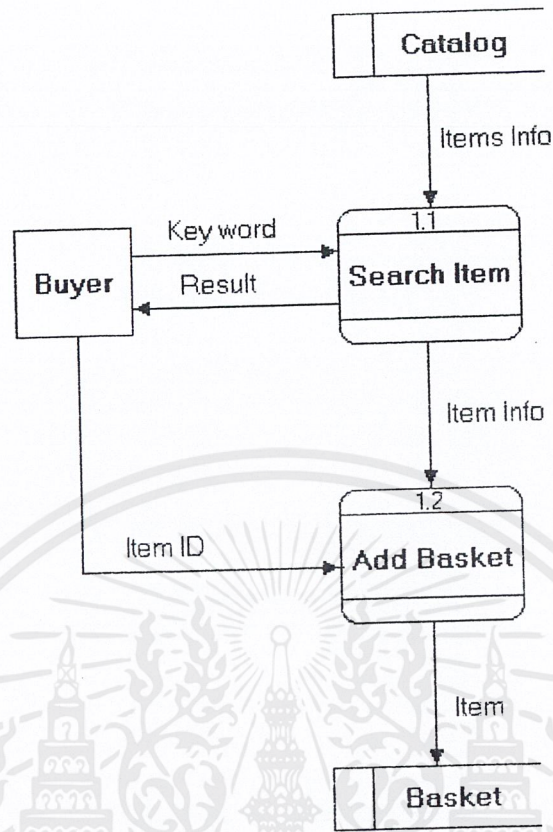 Catalog
Items Info
1.1
Key word
Search Item
Buyer
Result
Item Info
1.2
Item ID
Add Basket
Item
Basket